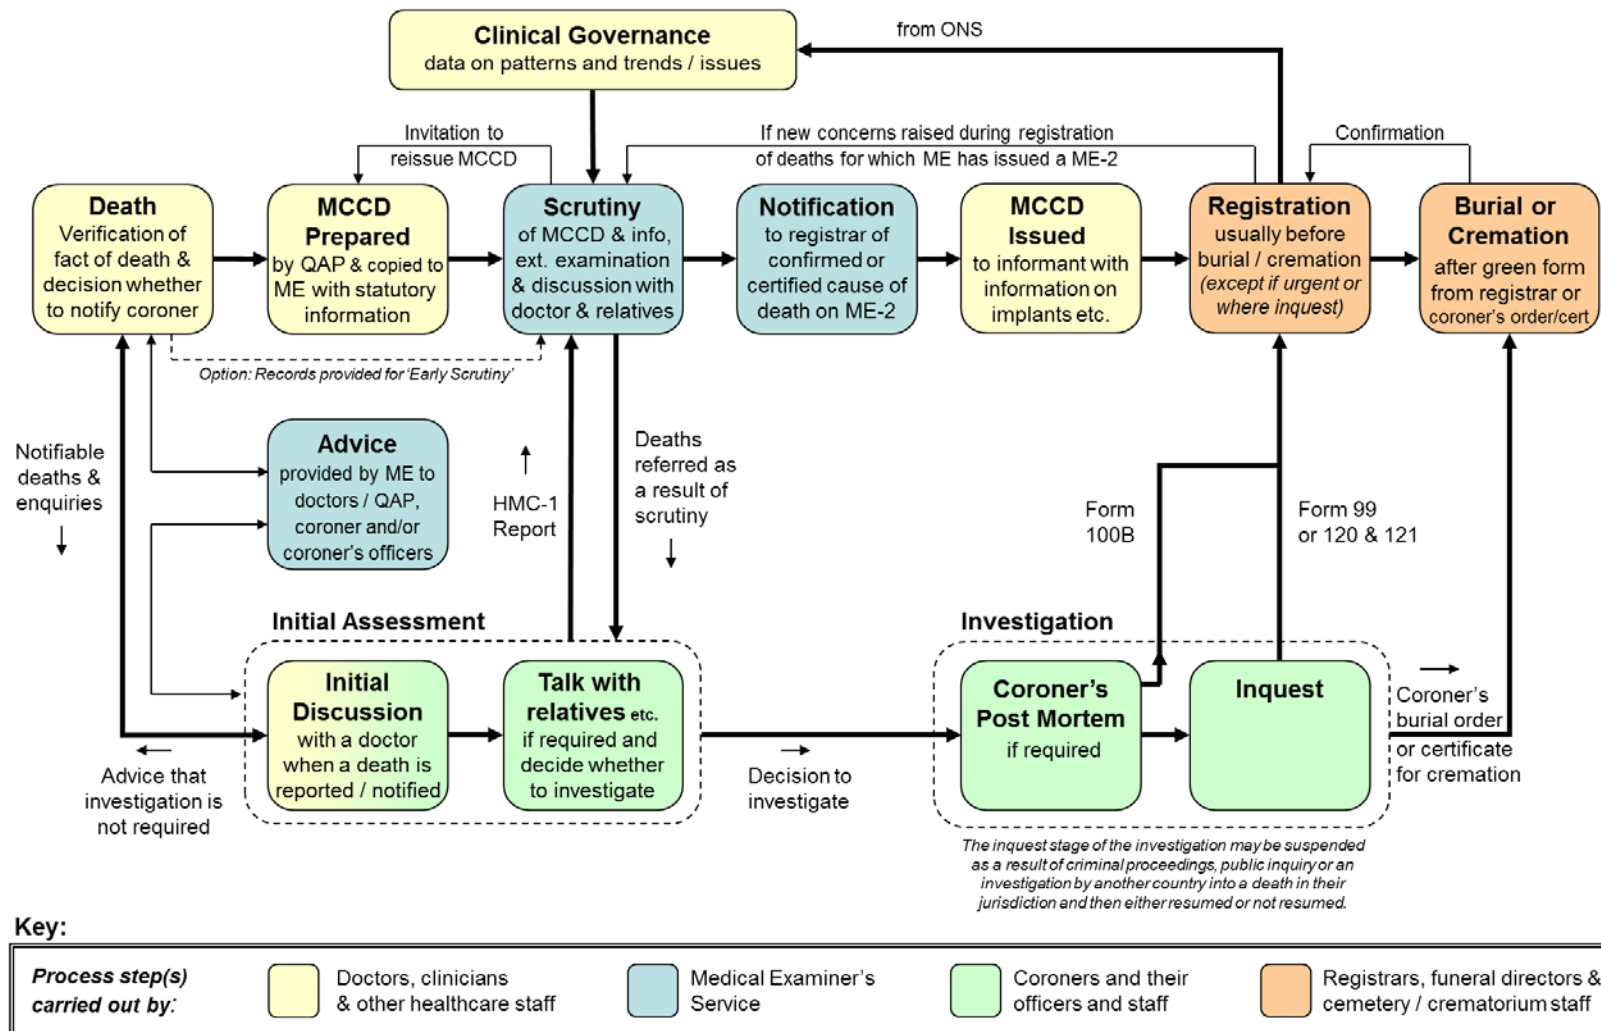 Clinical Governance
data on patterns and trends / issues
from ONS
Invitation to
reissue MCCD
If new concerns raised during registration
of deaths for which ME has issued a ME-2
Confirmation
Death
Verification of
fact of death &
decision whether
to notify coroner
MCCD
Prepared
by QAP & copied to
ME with statutory
information
Scrutiny
of MCCD & info,
ext. examination
& discussion with
doctor & relatives
Notification
to registrar of
confirmed or
certified cause of
death on ME-2
MCCD
Issued
to informant with
information on
implants etc.
Registration
usually before
burial / cremation
(except if urgent or
where inquest)
Burial or
Cremation
after green form
from registrar or
coroner's order/cert
Option: Records provided for 'Early Scrutiny'
Notifiable
deaths &
enquiries
Advice
provided by ME to
doctors / QAP,
coroner and/or
coroner's officers
HMC-1
Report
Deaths
referred as
a result of
scrutiny
Form
100B
Form 99
or 120 & 121
Initial Assessment
Initial
Discussion
with a doctor
when a death is
reported / notified
Talk with
relatives etc.
if required and
decide whether
to investigate
Advice that
investigation is
not required
Decision to
investigate
Investigation
Coroner's
Post Mortem
if required
Inquest
Coroner's
burial order
or certificate
for cremation
The inquest stage of the investigation may be suspended
as a result of criminal proceedings, public inquiry or an
investigation by another country into a death in their
jurisdiction and then either resumed or not resumed.
Key:
Process step(s)
carried out by:
Doctors, clinicians
& other healthcare staff
Medical Examiner's
Service
Coroners and their
officers and staff
Registrars, funeral directors &
cemetery / crematorium staff